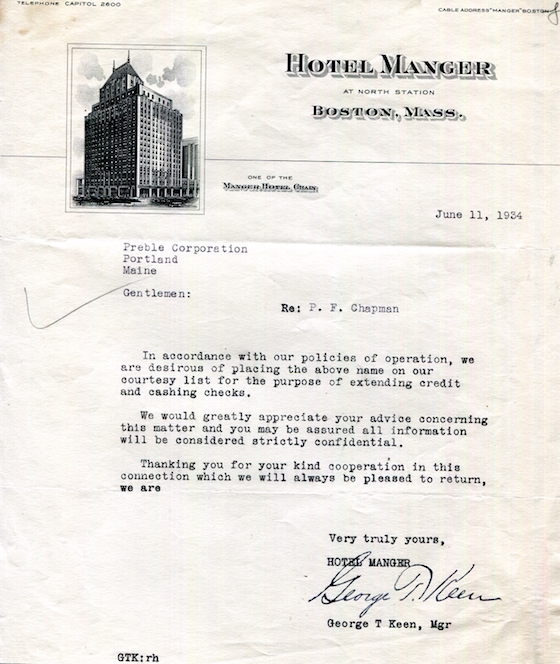 TELEPHONE CAPITOL 2600
CABLE ADDRESS "MANGER" BOSTON
HOTEL MANGER
AT NORTH STATION
BOSTON, MASS.
ONE OF THE
MANGER HOTEL CHAIN
June 11, 1934
Preble Corporation
Portland
Maine
Gentlemen:
Re: P. F. Chapman
In accordance with our policies of operation, we
are desirous of placing the above name on our
courtesy list for the purpose of extending credit
and cashing checks.
We would greatly appreciate your advice concerning
this matter and you may be assured all information
will be considered strictly confidential.
Thanking you for your kind cooperation in this
connection which we will always be pleased to return,
we are
Very truly yours,
HOTEL MANGER
George T. Keen
George T Keen, Mgr
GTK:rh